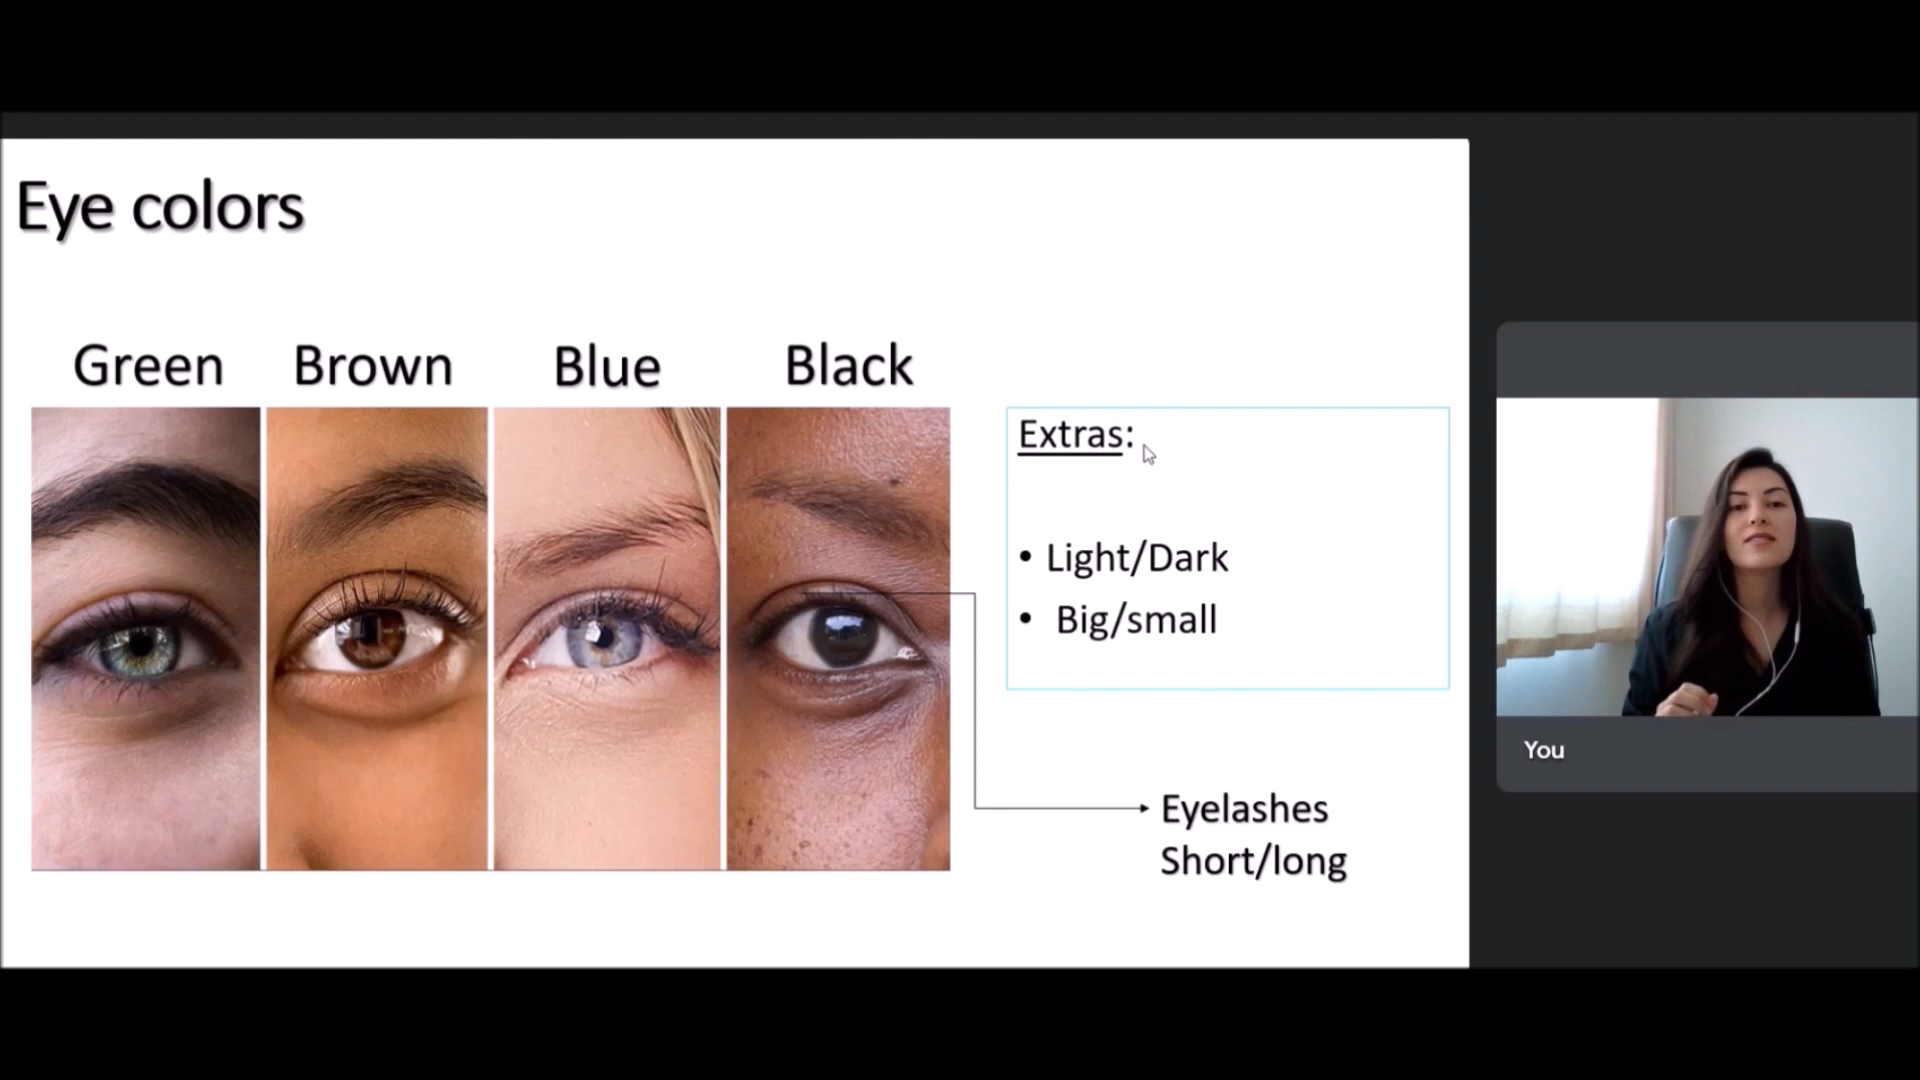 Eye colors
Green Brown Blue Black
Extras:
• Light/Dark
• Big/small
Eyelashes
Short/long
You